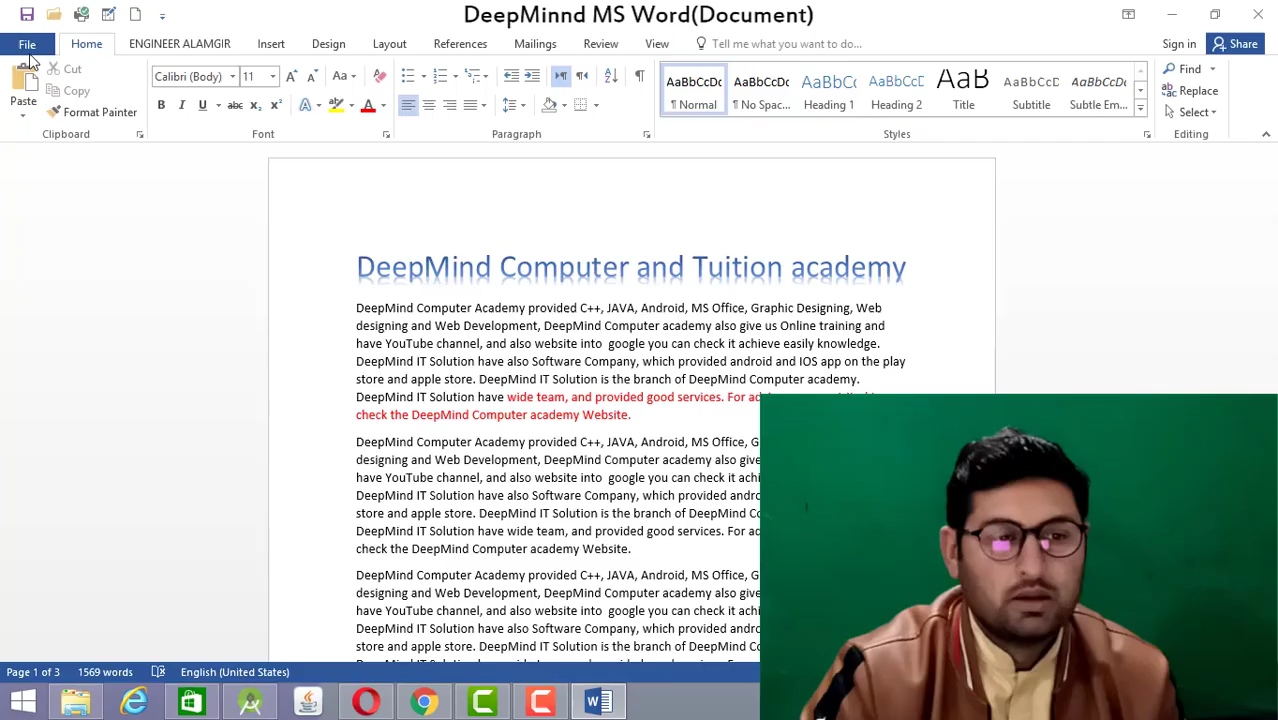 DeepMinnd MS Word(Document)
File Home ENGINEER ALAMGIR Insert Design Layout References Mailings Review View Tell me what you want to do... Sign in Share
Paste Cut Copy Format Painter Clipboard
Calibri (Body) 11 Aa B I U abc x₂ x² A A Font
Paragraph
AaBbCcDc AaBbCcDc AaBbCc AaBbCcD AaB AaBbCcD AaBbCcDc
¶ Normal ¶ No Spac... Heading 1 Heading 2 Title Subtitle Subtle Em...
Styles
Find
Replace
Select
Editing
DeepMind Computer and Tuition academy
DeepMind Computer Academy provided C++, JAVA, Android, MS Office, Graphic Designing, Web
designing and Web Development, DeepMind Computer academy also give us Online training and
have YouTube channel, and also website into google you can check it achieve easily knowledge.
DeepMind IT Solution have also Software Company, which provided android and IOS app on the play
store and apple store. DeepMind IT Solution is the branch of DeepMind Computer academy.
DeepMind IT Solution have wide team, and provided good services. For
check the DeepMind Computer academy Website.
DeepMind Computer Academy provided C++, JAVA, Android, MS Office,
designing and Web Development, DeepMind Computer academy also give
have YouTube channel, and also website into google you can check it
DeepMind IT Solution have also Software Company, which provided
store and apple store. DeepMind IT Solution is the branch of DeepMind
DeepMind IT Solution have wide team, and provided good services. For
check the DeepMind Computer academy Website.
DeepMind Computer Academy provided C++, JAVA, Android, MS Office,
designing and Web Development, DeepMind Computer academy also give
have YouTube channel, and also website into google you can check it
DeepMind IT Solution have also Software Company, which provided
store and apple store. DeepMind IT Solution is the branch of DeepMind
Page 1 of 3 1569 words English (United States)